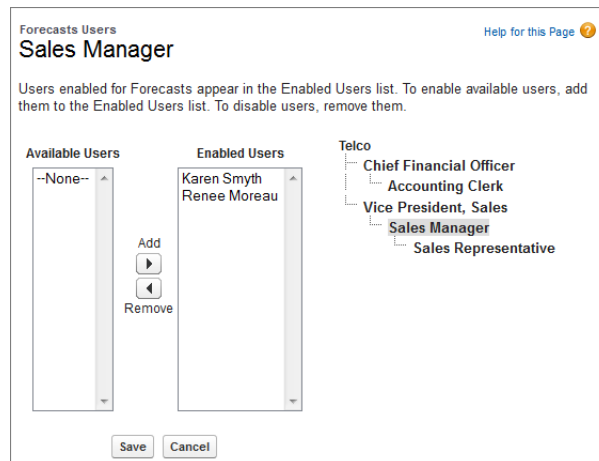 Forecasts Users
Help for this Page
Sales Manager
Users enabled for Forecasts appear in the Enabled Users list. To enable available users, add
them to the Enabled Users list. To disable users, remove them.
Available Users
--None--
Add
Remove
Enabled Users
Karen Smyth
Renee Moreau
Telco
Chief Financial Officer
Accounting Clerk
Vice President, Sales
Sales Manager
Sales Representative
Save
Cancel